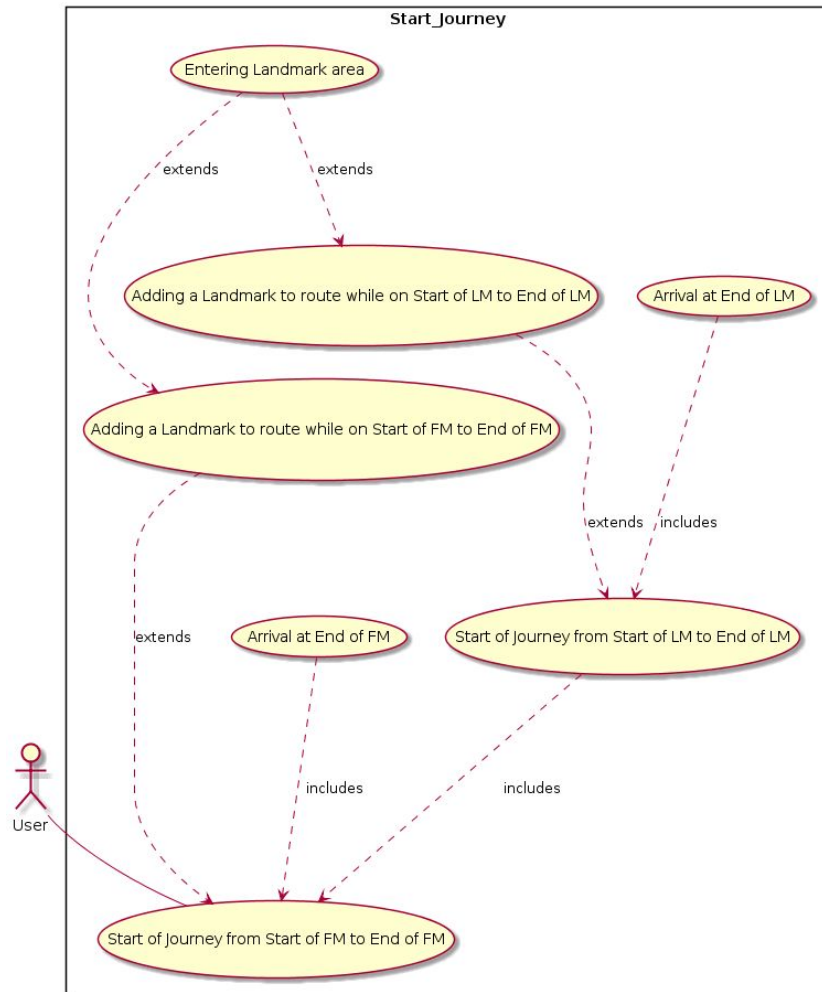 Start_Journey
Entering Landmark area
extends
extends
Adding a Landmark to route while on Start of LM to End of LM
Arrival at End of LM
Adding a Landmark to route while on Start of FM to End of FM
extends
includes
Arrival at End of FM
Start of Journey from Start of LM to End of LM
extends
includes
includes
User
Start of Journey from Start of FM to End of FM